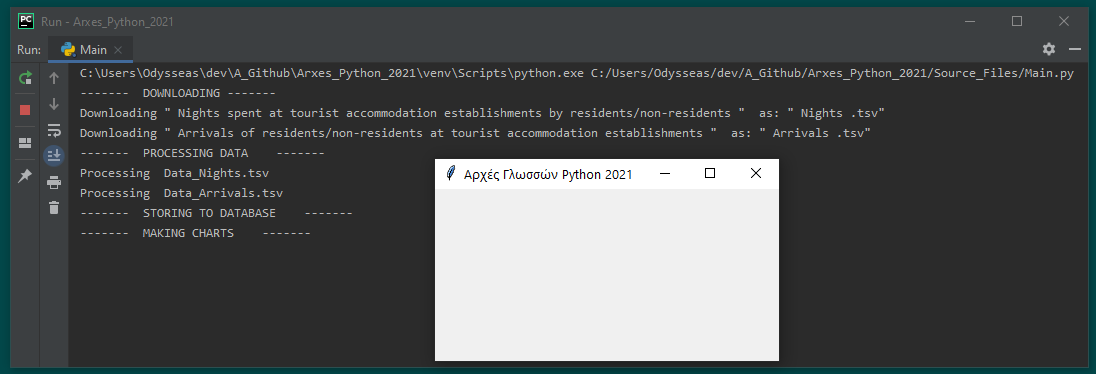 PC Run - Arxes_Python_2021
Run: Main
C:\Users\Odysseas\dev\A_Github\Arxes_Python_2021\venv\Scripts\python.exe C:/Users/Odysseas/dev/A_Github/Arxes_Python_2021/Source_Files/Main.py
------- DOWNLOADING -------
Downloading " Nights spent at tourist accommodation establishments by residents/non-residents " as: " Nights .tsv"
Downloading " Arrivals of residents/non-residents at tourist accommodation establishments " as: " Arrivals .tsv"
------- PROCESSING DATA -------
Processing Data_Nights.tsv
Processing Data_Arrivals.tsv
------- STORING TO DATABASE -------
------- MAKING CHARTS -------
Αρχές Γλωσσών Python 2021